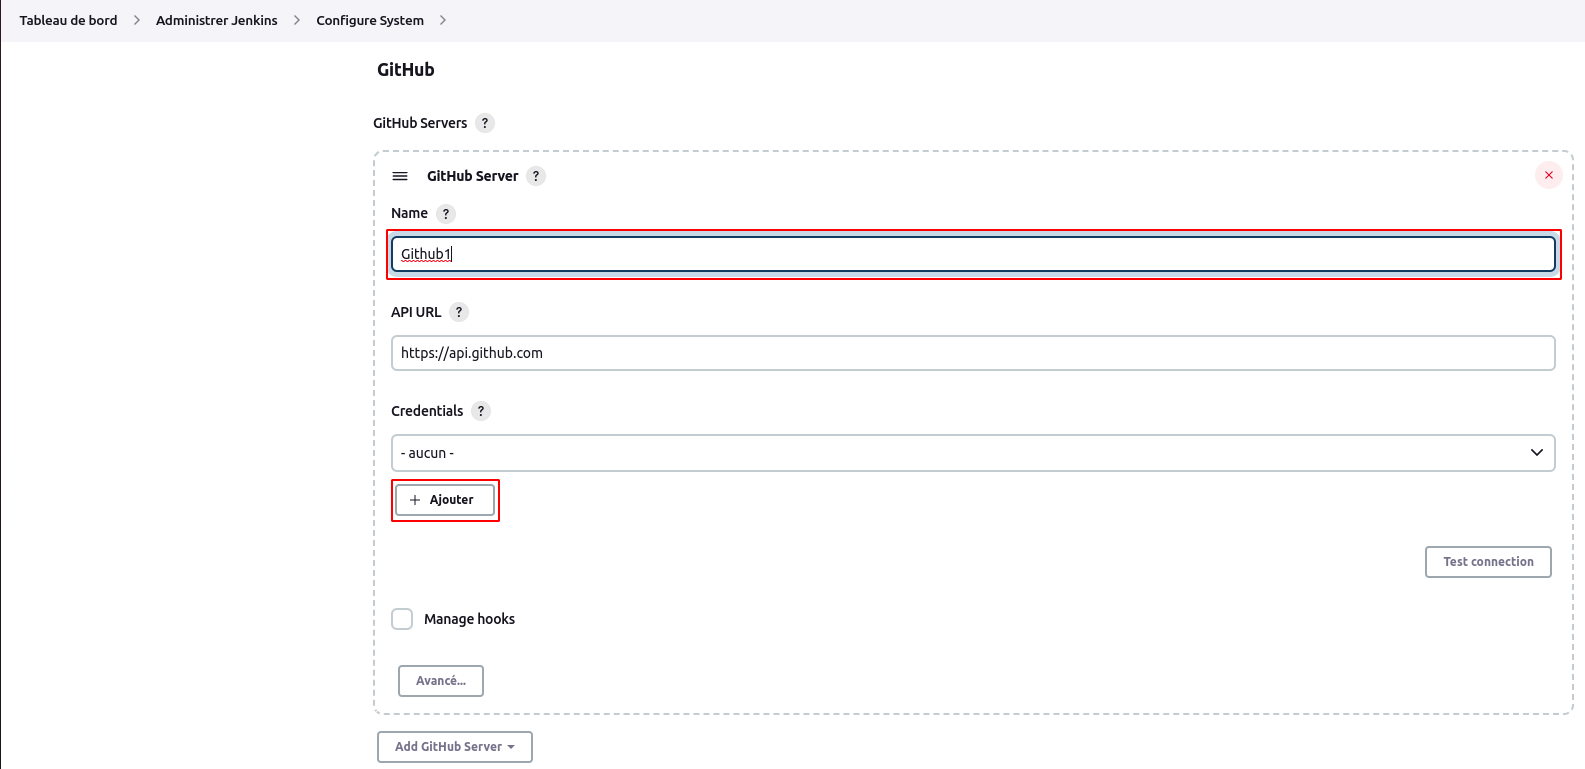 Tableau de bord > Administrer Jenkins > Configure System >
GitHub
GitHub Servers ?
GitHub Server ?
Name ?
Github1
API URL ?
https://api.github.com
Credentials ?
- aucun -
+ Ajouter
Test connection
Manage hooks
Avancé...
Add GitHub Server